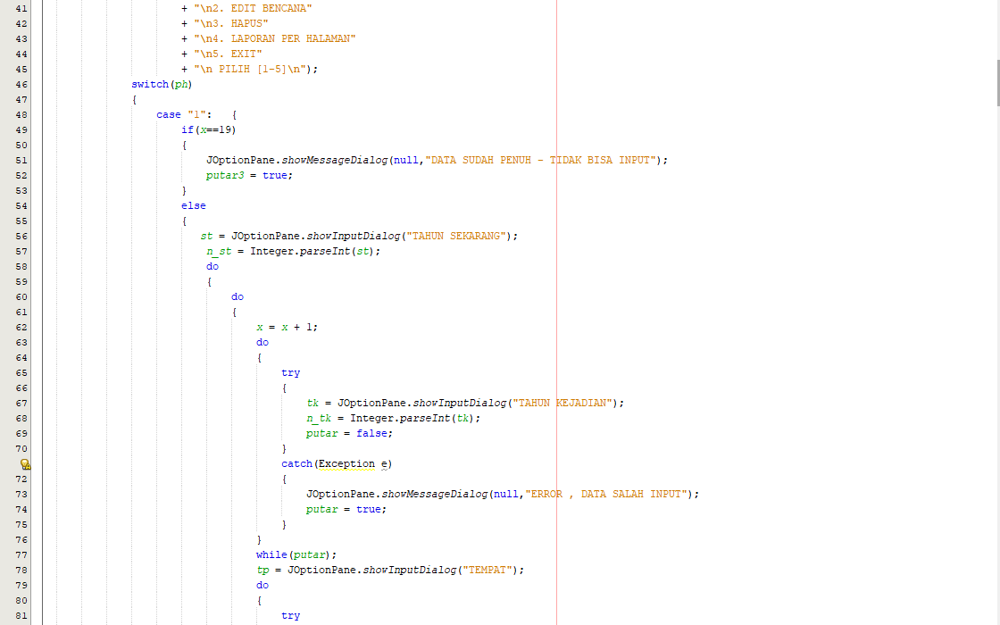 41 + "\n2. EDIT BENCANA"
42 + "\n3. HAPUS"
43 + "\n4. LAPORAN PER HALAMAN"
44 + "\n5. EXIT"
45 + "\n PILIH [1-5]\n");
46 switch(ph)
47 {
48 case "1":   {
49 if(x==19)
50 {
51 JOptionPane.showMessageDialog(null,"DATA SUDAH PENUH - TIDAK BISA INPUT");
52 putar3 = true;
53 }
54 else
55 {
56 st = JOptionPane.showInputDialog("TAHUN SEKARANG");
57 n_st = Integer.parseInt(st);
58 do
59 {
60 do
61 {
62 x = x + 1;
63 do
64 {
65 try
66 {
67 tk = JOptionPane.showInputDialog("TAHUN KEJADIAN");
68 n_tk = Integer.parseInt(tk);
69 putar = false;
70 }
catch(Exception e)
72 {
73 JOptionPane.showMessageDialog(null,"ERROR , DATA SALAH INPUT");
74 putar = true;
75 }
76 }
77 while(putar);
78 tp = JOptionPane.showInputDialog("TEMPAT");
79 do
80 {
81 try